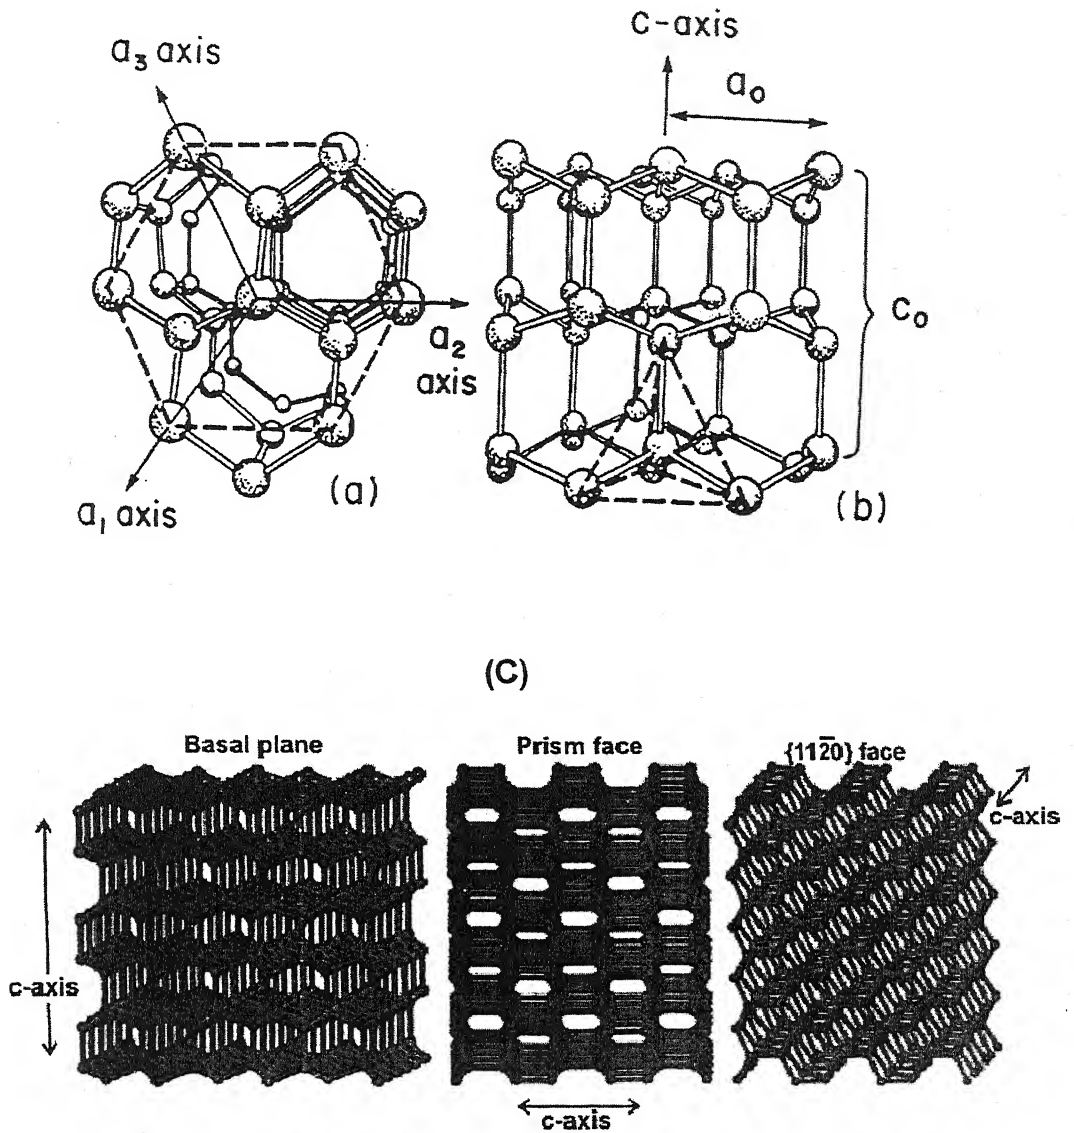 c-axis
a₃ axis
a₀
a₂
axis
c₀
(a)
a₁ axis
(b)
(C)
Basal plane
Prism face
{112̄0} face
c-axis
c-axis
c-axis